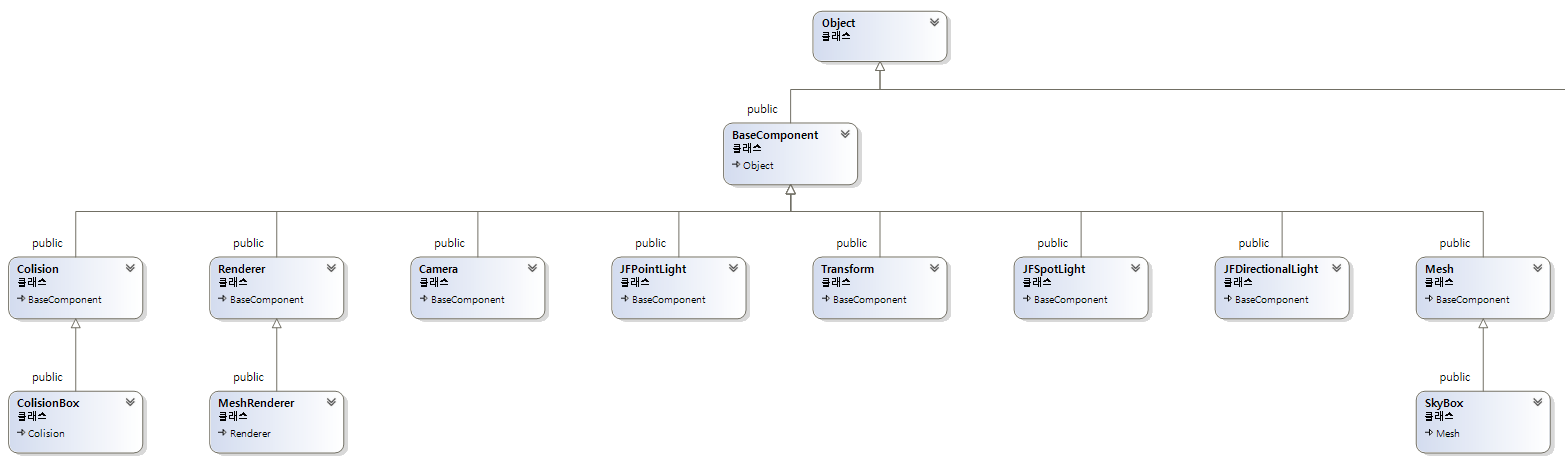 Object
클래스
public
BaseComponent
클래스
Object
public
public
public
public
public
public
public
public
Colision
클래스
BaseComponent
Renderer
클래스
BaseComponent
Camera
클래스
BaseComponent
JFPointLight
클래스
BaseComponent
Transform
클래스
BaseComponent
JFSpotLight
클래스
BaseComponent
JFDirectionalLight
클래스
BaseComponent
Mesh
클래스
BaseComponent
public
public
public
ColisionBox
클래스
Colision
MeshRenderer
클래스
Renderer
SkyBox
클래스
Mesh